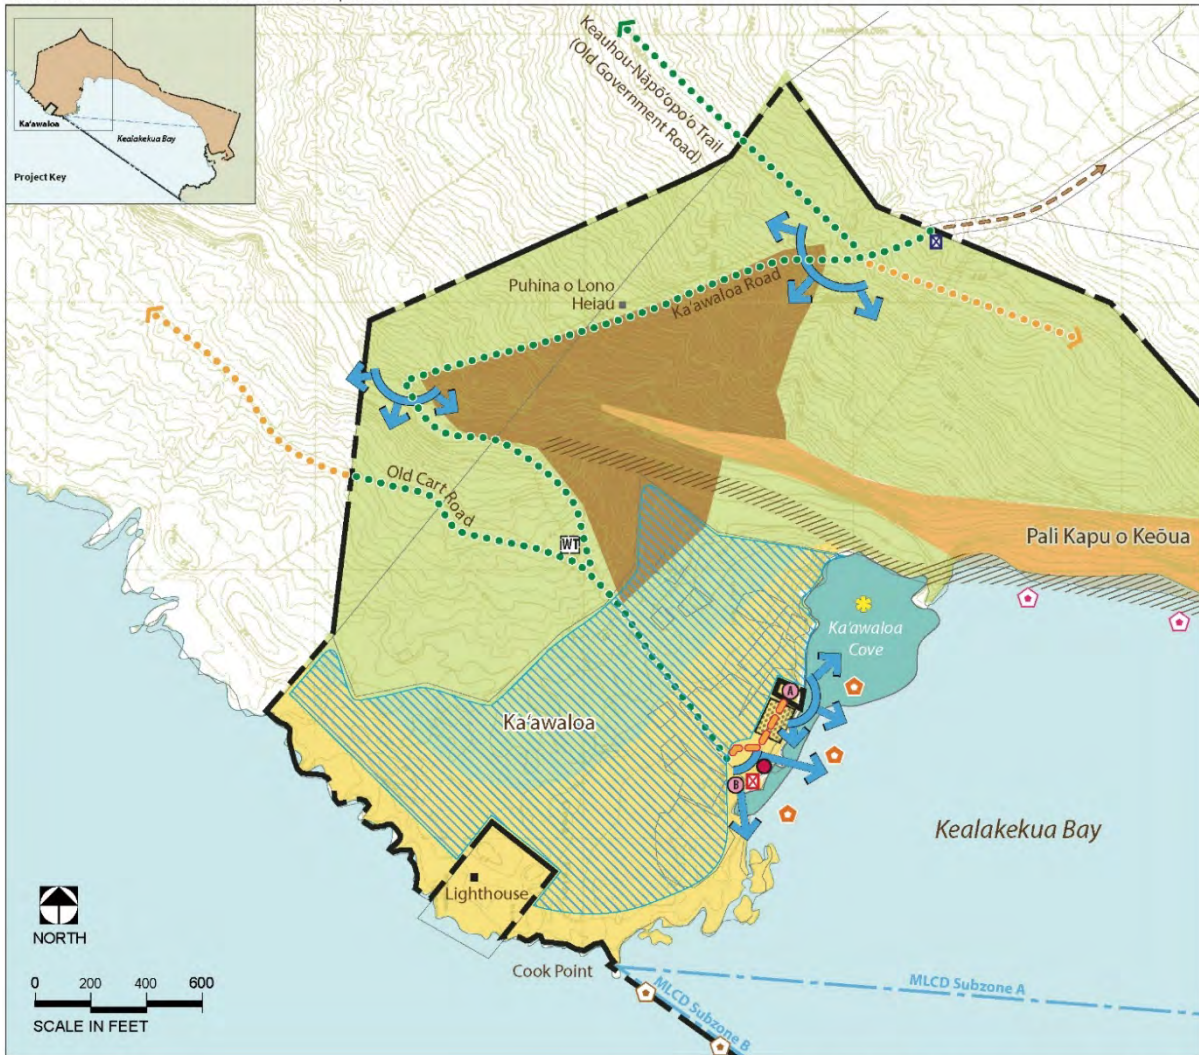 Ka'awaloa
Kealakekua Bay
Project Key
Keauhou-Nāpō'opo'o Trail
(Old Government Road)
Puhina o Lono
Heiau
Ka'awaloa Road
Old Cart Road
WT
Pali Kapu o Keōua
Ka'awaloa
Cove
A
Ka'awaloa
B
Kealakekua Bay
Lighthouse
NORTH
Cook Point
MLCD Subzone A
MLCD Subzone B
0 200 400 600
SCALE IN FEET